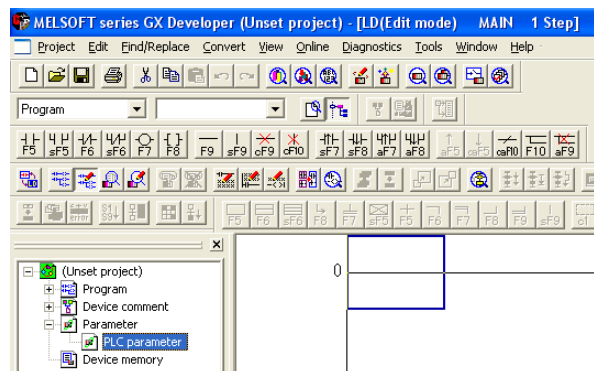 MELSOFT series GX Developer (Unset project) - [LD(Edit mode) MAIN 1 Step]
Project Edit Find/Replace Convert View Online Diagnostics Tools Window Help
Program
F5 sF5 F6 sF6 F7 F8 F9 sF9 cF9 cF10 sF7 sF8 aF7 aF8 aF5 caF5 caF10 F10 aF9
error
F5 F6 sF6 F8 F7 sF5 F5 F6 F7 F8 F9 sF9 c1
x
0
(Unset project)
Program
Device comment
Parameter
PLC parameter
Device memory